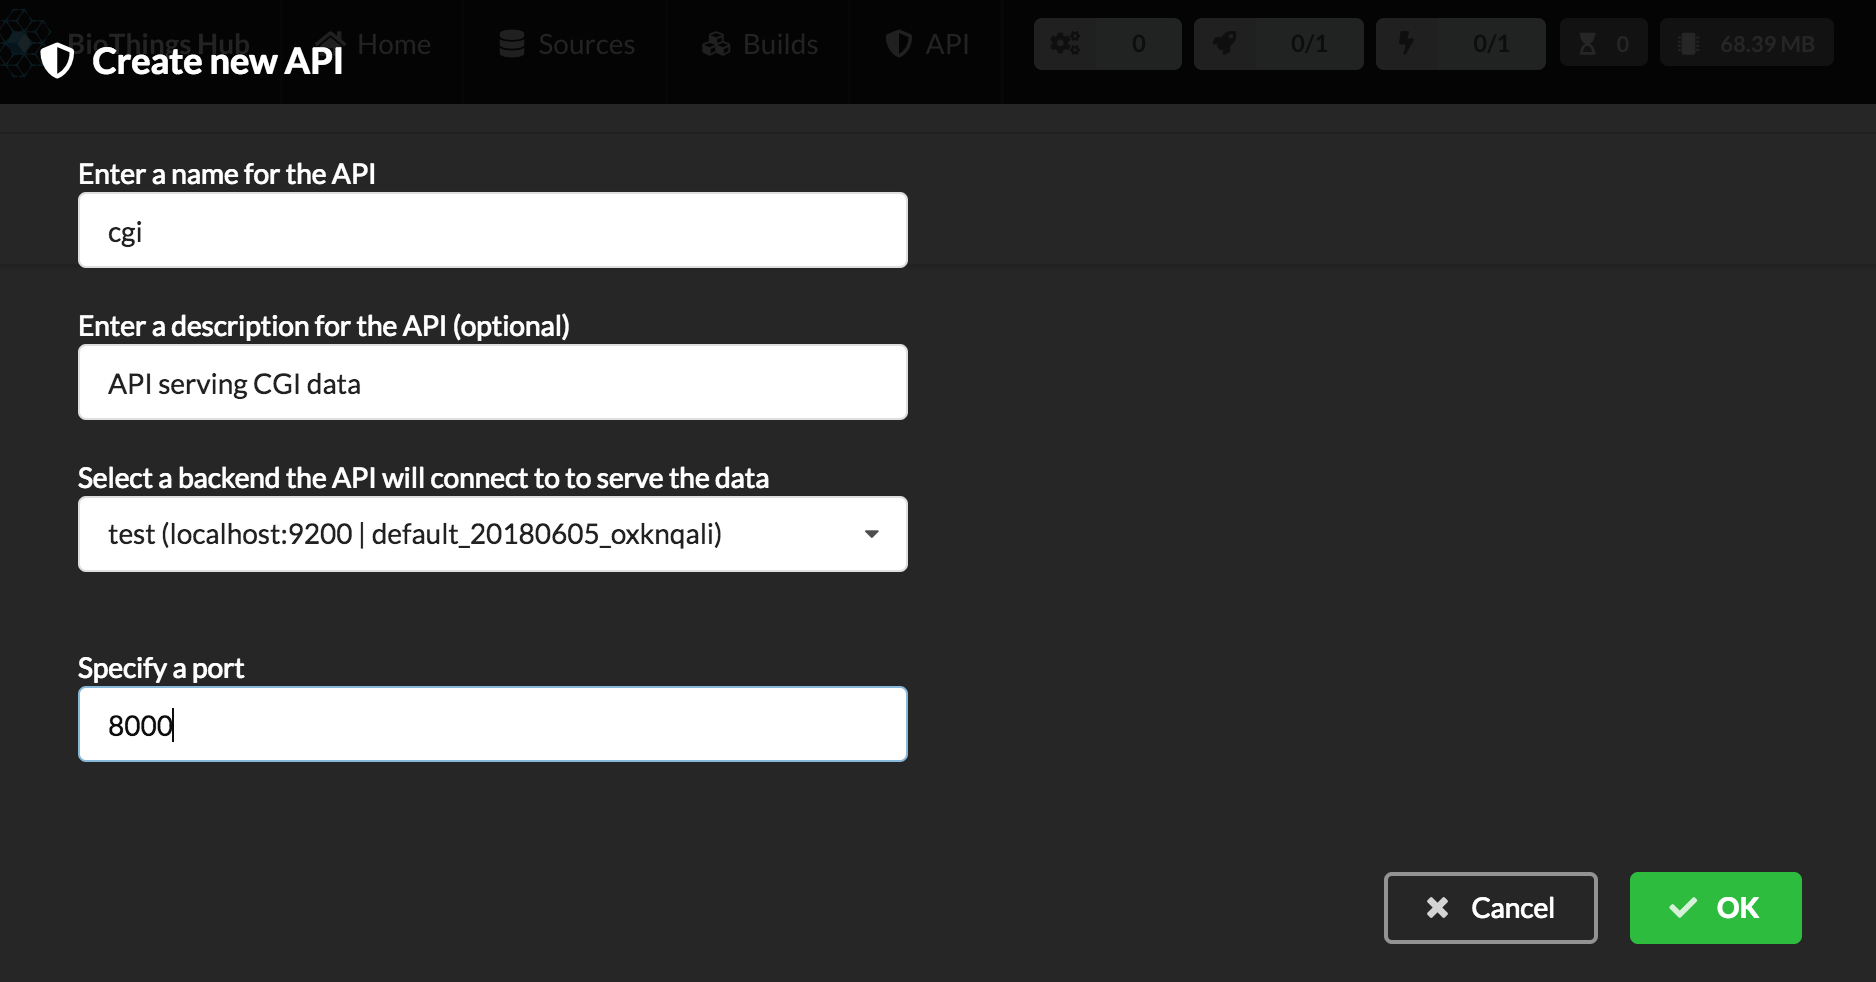 BioThings Hub
Home
Sources
Builds
API
0
0/1
0/1
0
68.39 MB
Create new API
Enter a name for the API
cgi
Enter a description for the API (optional)
API serving CGI data
Select a backend the API will connect to to serve the data
test (localhost:9200 | default_20180605_oxknqali)
Specify a port
8000
Cancel
OK